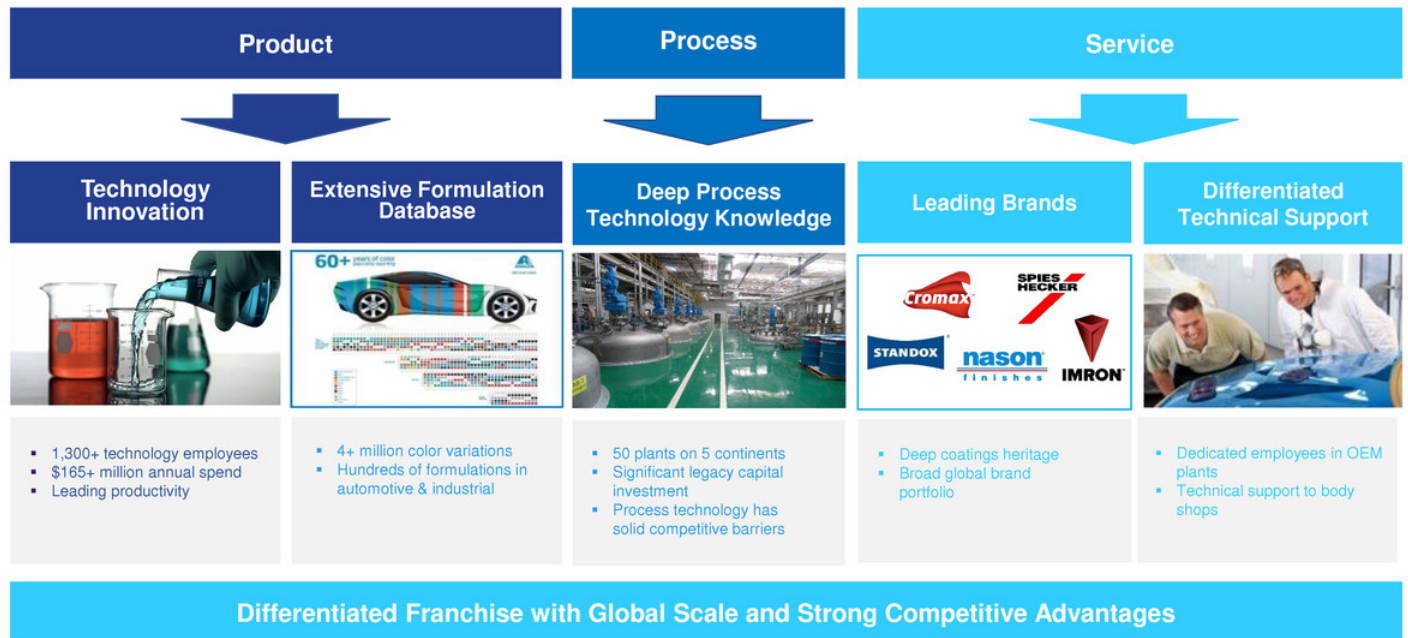 Product
Process
Service
Technology
Innovation
Extensive Formulation
Database
Deep Process
Technology Knowledge
Leading Brands
Differentiated
Technical Support
60+ years of color
Cromax
SPIES
HECKER
STANDOX
nason
finishes
IMRON
▪ 1,300+ technology employees
▪ $165+ million annual spend
▪ Leading productivity
▪ 4+ million color variations
▪ Hundreds of formulations in
automotive & industrial
▪ 50 plants on 5 continents
▪ Significant legacy capital
investment
▪ Process technology has
solid competitive barriers
▪ Deep coatings heritage
▪ Broad global brand
portfolio
▪ Dedicated employees in OEM
plants
▪ Technical support to body
shops
Differentiated Franchise with Global Scale and Strong Competitive Advantages